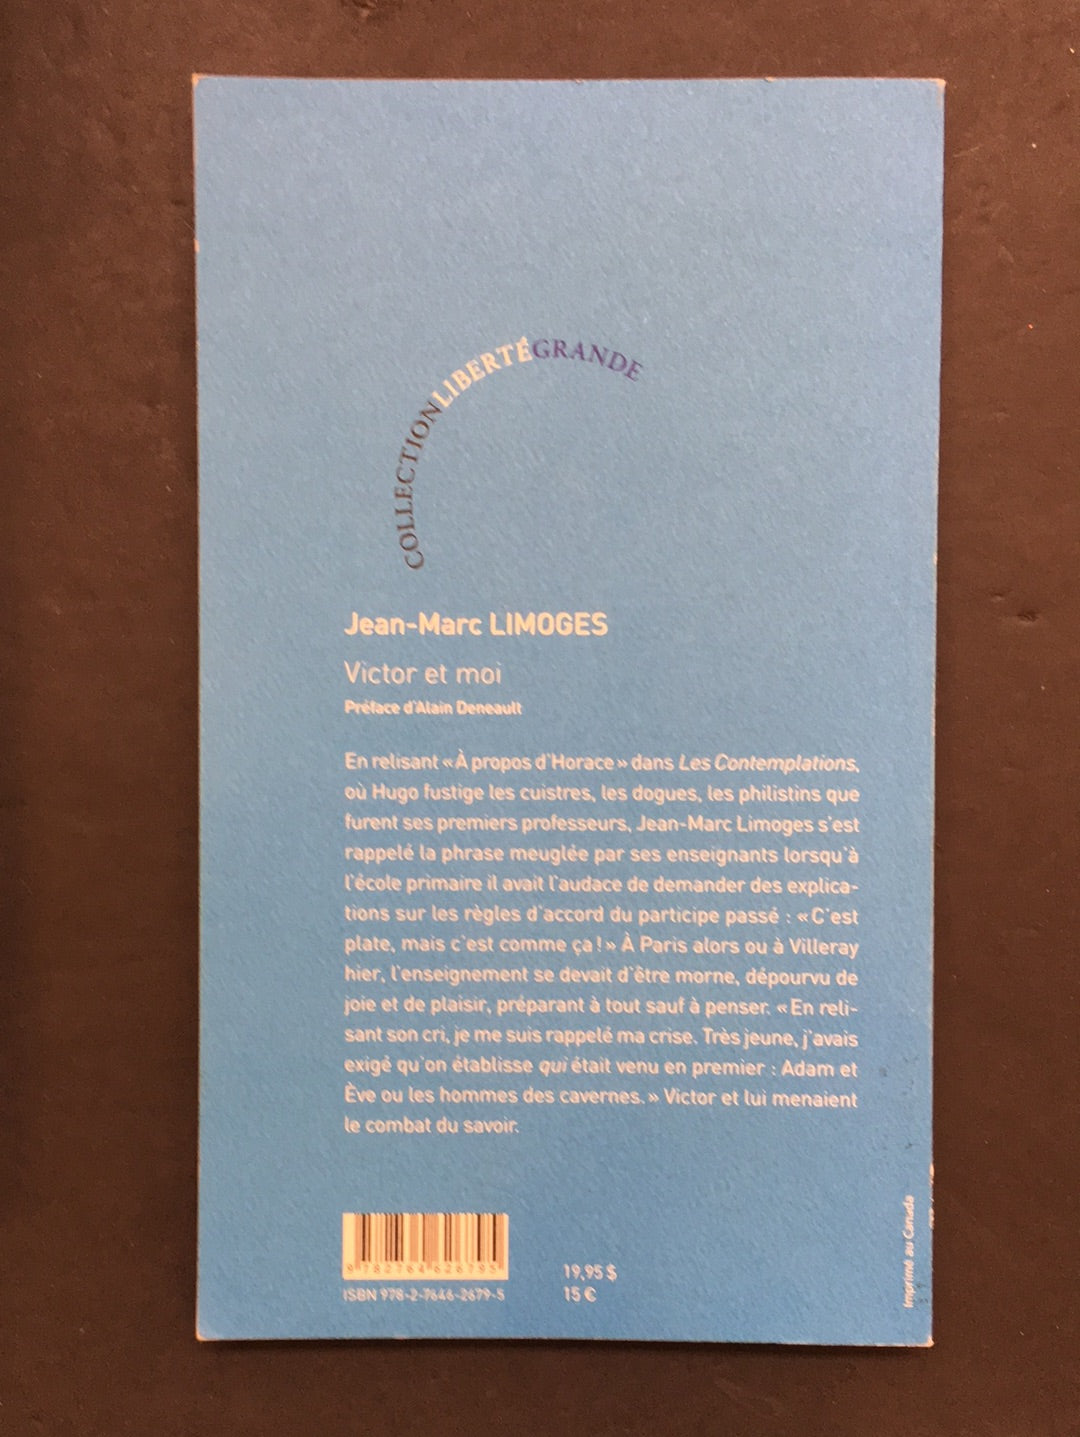 COLLECTIONLIBERTÉGRANDE
Jean-Marc LIMOGES
Victor et moi
Préface d'Alain Deneault
En relisant « À propos d'Horace » dans Les Contemplations,
où Hugo fustige les cuistres, les dogues, les philistins que
furent ses premiers professeurs, Jean-Marc Limoges s'est
rappelé la phrase meuglée par ses enseignants lorsqu'à
l'école primaire il avait l'audace de demander des explica-
tions sur les règles d'accord du participe passé : « C'est
plate, mais c'est comme ça ! » À Paris alors ou à Villeray
hier, l'enseignement se devait d'être morne, dépourvu de
joie et de plaisir, préparant à tout sauf à penser. « En reli-
sant son cri, je me suis rappelé ma crise. Très jeune, j'avais
exigé qu'on établisse qui était venu en premier : Adam et
Ève ou les hommes des cavernes. » Victor et lui menaient
le combat du savoir.
9 782764 626795
ISBN 978-2-7646-2679-5
19,95 $
15 €
Imprimé au Canada